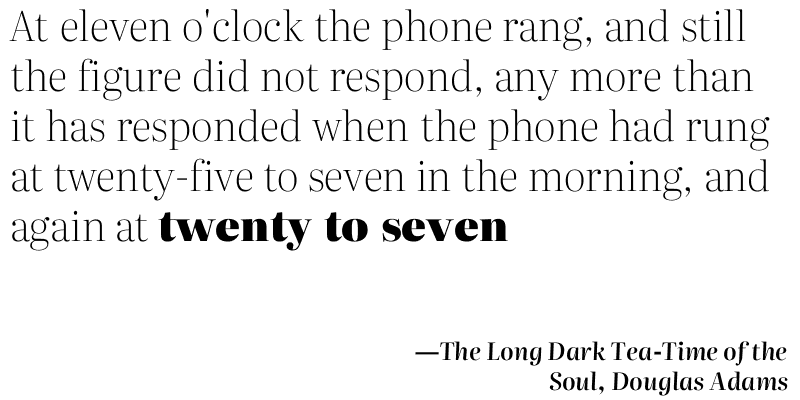 At eleven o'clock the phone rang, and still
the figure did not respond, any more than
it has responded when the phone had rung
at twenty-five to seven in the morning, and
again at twenty to seven
—The Long Dark Tea-Time of the
Soul, Douglas Adams